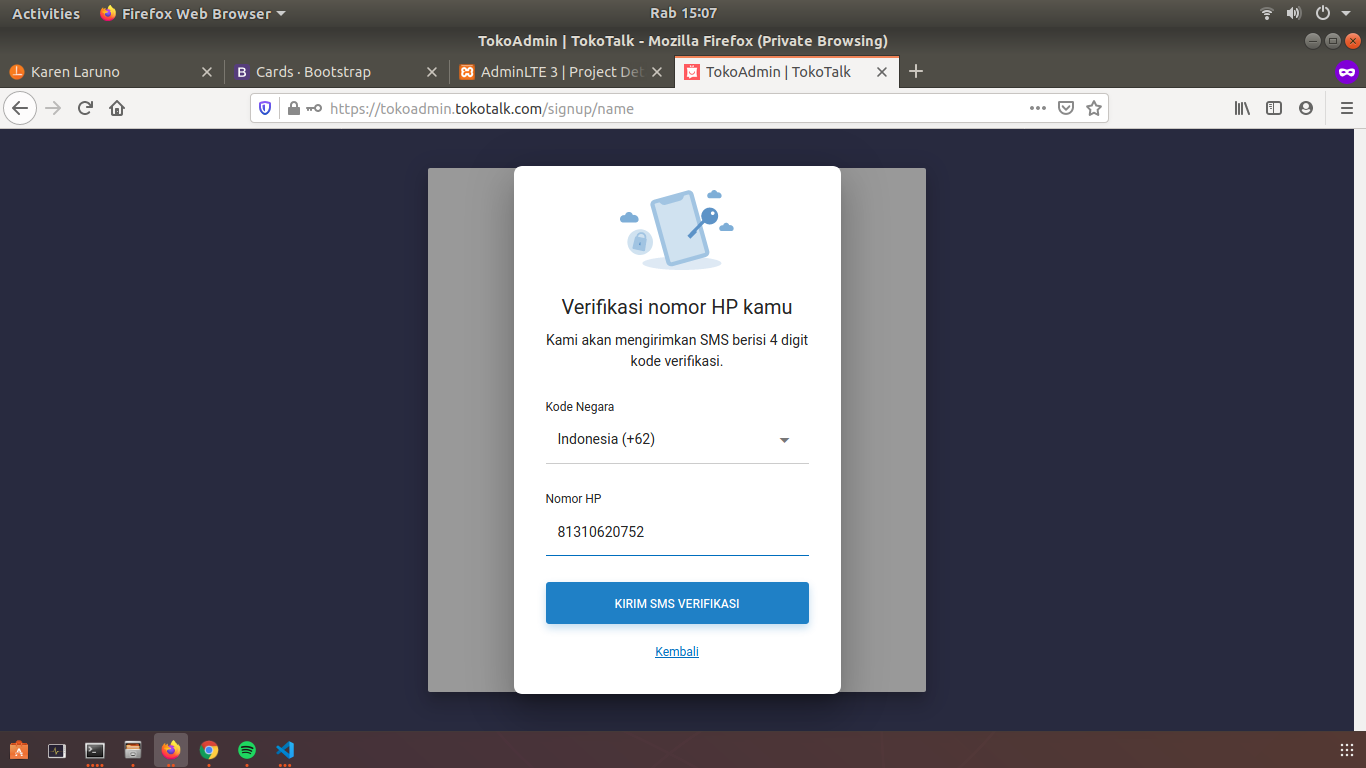 Activities
Firefox Web Browser
Rab 15:07
TokoAdmin | TokoTalk - Mozilla Firefox (Private Browsing)
Karen Laruno
B Cards · Bootstrap
AdminLTE 3 | Project Det
TokoAdmin | TokoTalk
https://tokoadmin.tokotalk.com/signup/name
Verifikasi nomor HP kamu
Kami akan mengirimkan SMS berisi 4 digit
kode verifikasi.
Kode Negara
Indonesia (+62)
Nomor HP
81310620752
KIRIM SMS VERIFIKASI
Kembali